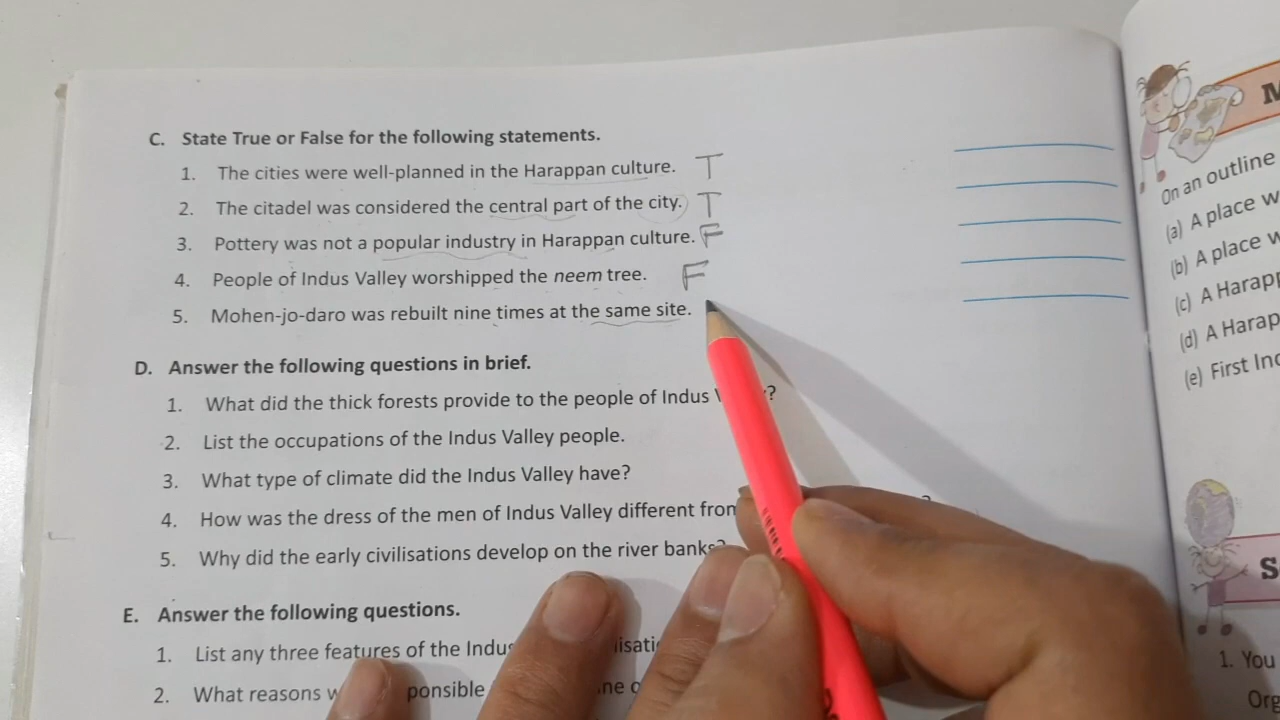 C. State True or False for the following statements.
1. The cities were well-planned in the Harappan culture. T
2. The citadel was considered the central part of the city. T
3. Pottery was not a popular industry in Harappan culture. F
4. People of Indus Valley worshipped the neem tree. F
5. Mohen-jo-daro was rebuilt nine times at the same site.
D. Answer the following questions in brief.
1. What did the thick forests provide to the people of Indus ?
2. List the occupations of the Indus Valley people.
3. What type of climate did the Indus Valley have?
4. How was the dress of the men of Indus Valley different from ?
5. Why did the early civilisations develop on the river banks?
E. Answer the following questions.
1. List any three features of the Indus
2. What reasons
M
On an outline
(a) A place w
(b) A place w
(c) A Harapp
(d) A Harap
(e) First Ind
S
1. You
Org